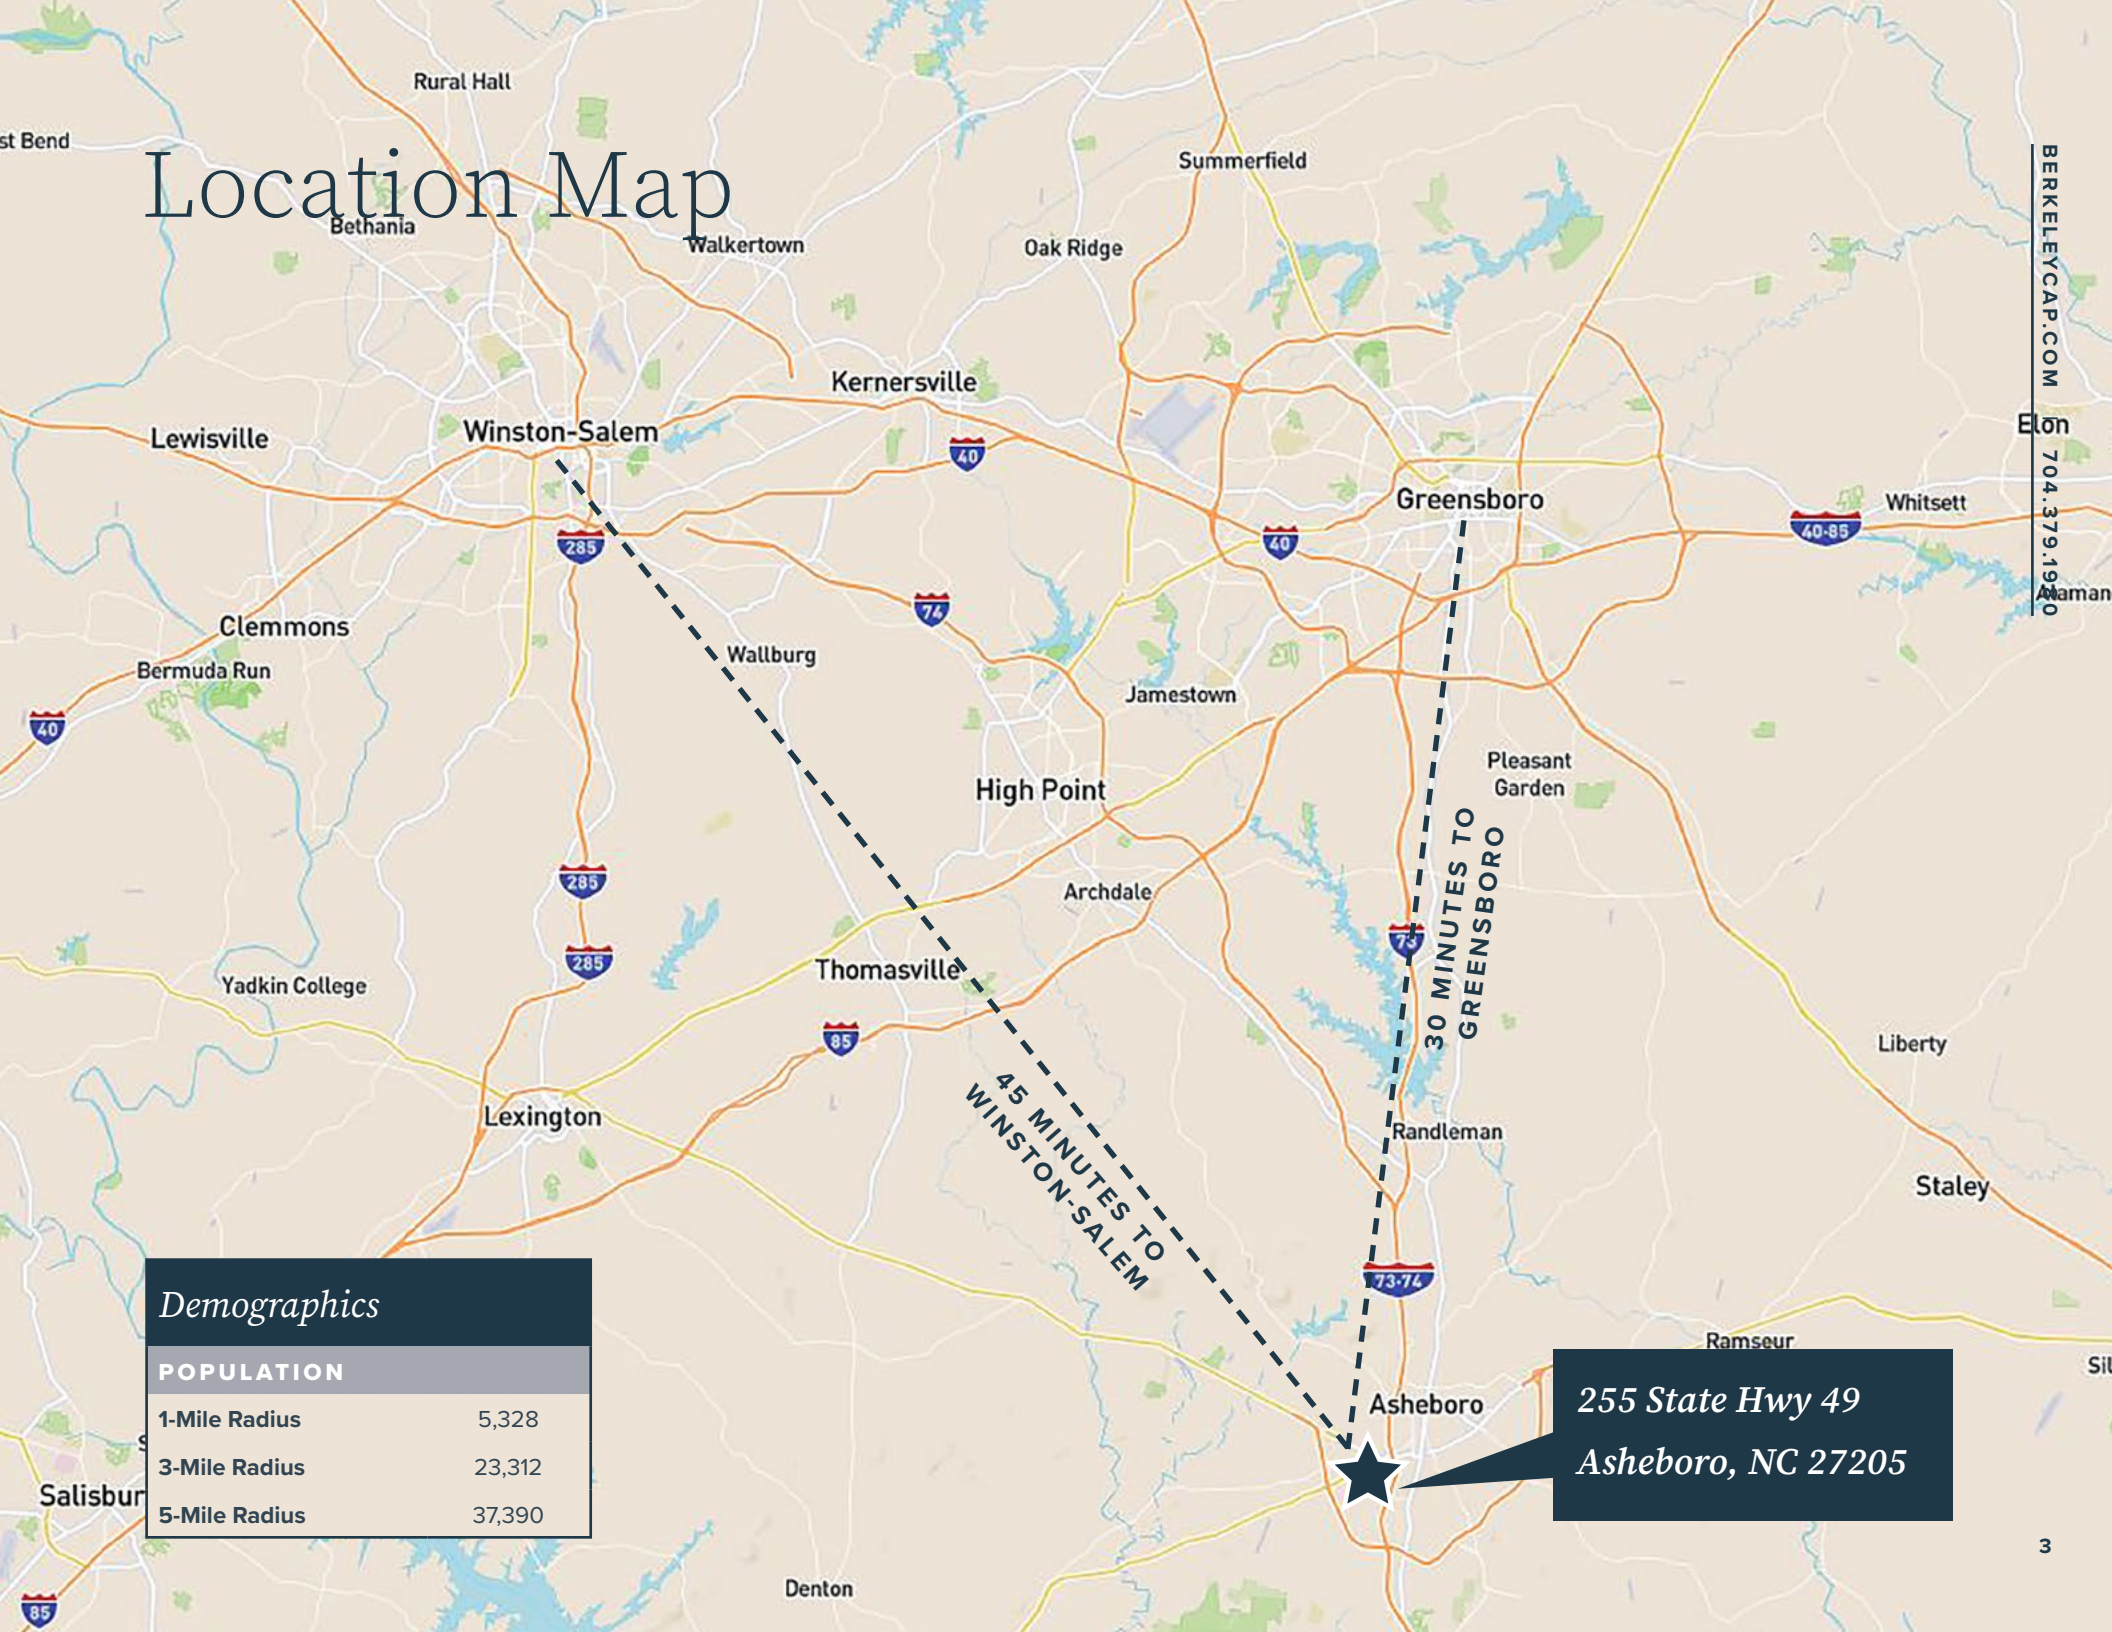 Location Map
Rural Hall
st Bend
Summerfield
Bethania
Walkertown
Oak Ridge
Kernersville
Lewisville
Winston-Salem
Elon
40
Greensboro
Whitsett
40-85
285
40
74
Alaman
Clemmons
Wallburg
Bermuda Run
Jamestown
40
Pleasant
Garden
High Point
285
Archdale
73
285
Thomasville
Yadkin College
85
Liberty
Lexington
Randleman
Staley
73-74
Ramseur
Sil
Asheboro
Salisbur
Denton
85
30 MINUTES TO
GREENSBORO
45 MINUTES TO
WINSTON-SALEM
Demographics
POPULATION
1-Mile Radius 5,328
3-Mile Radius 23,312
5-Mile Radius 37,390
255 State Hwy 49
Asheboro, NC 27205
BERKELEYCAP.COM / 704.379.1980
3